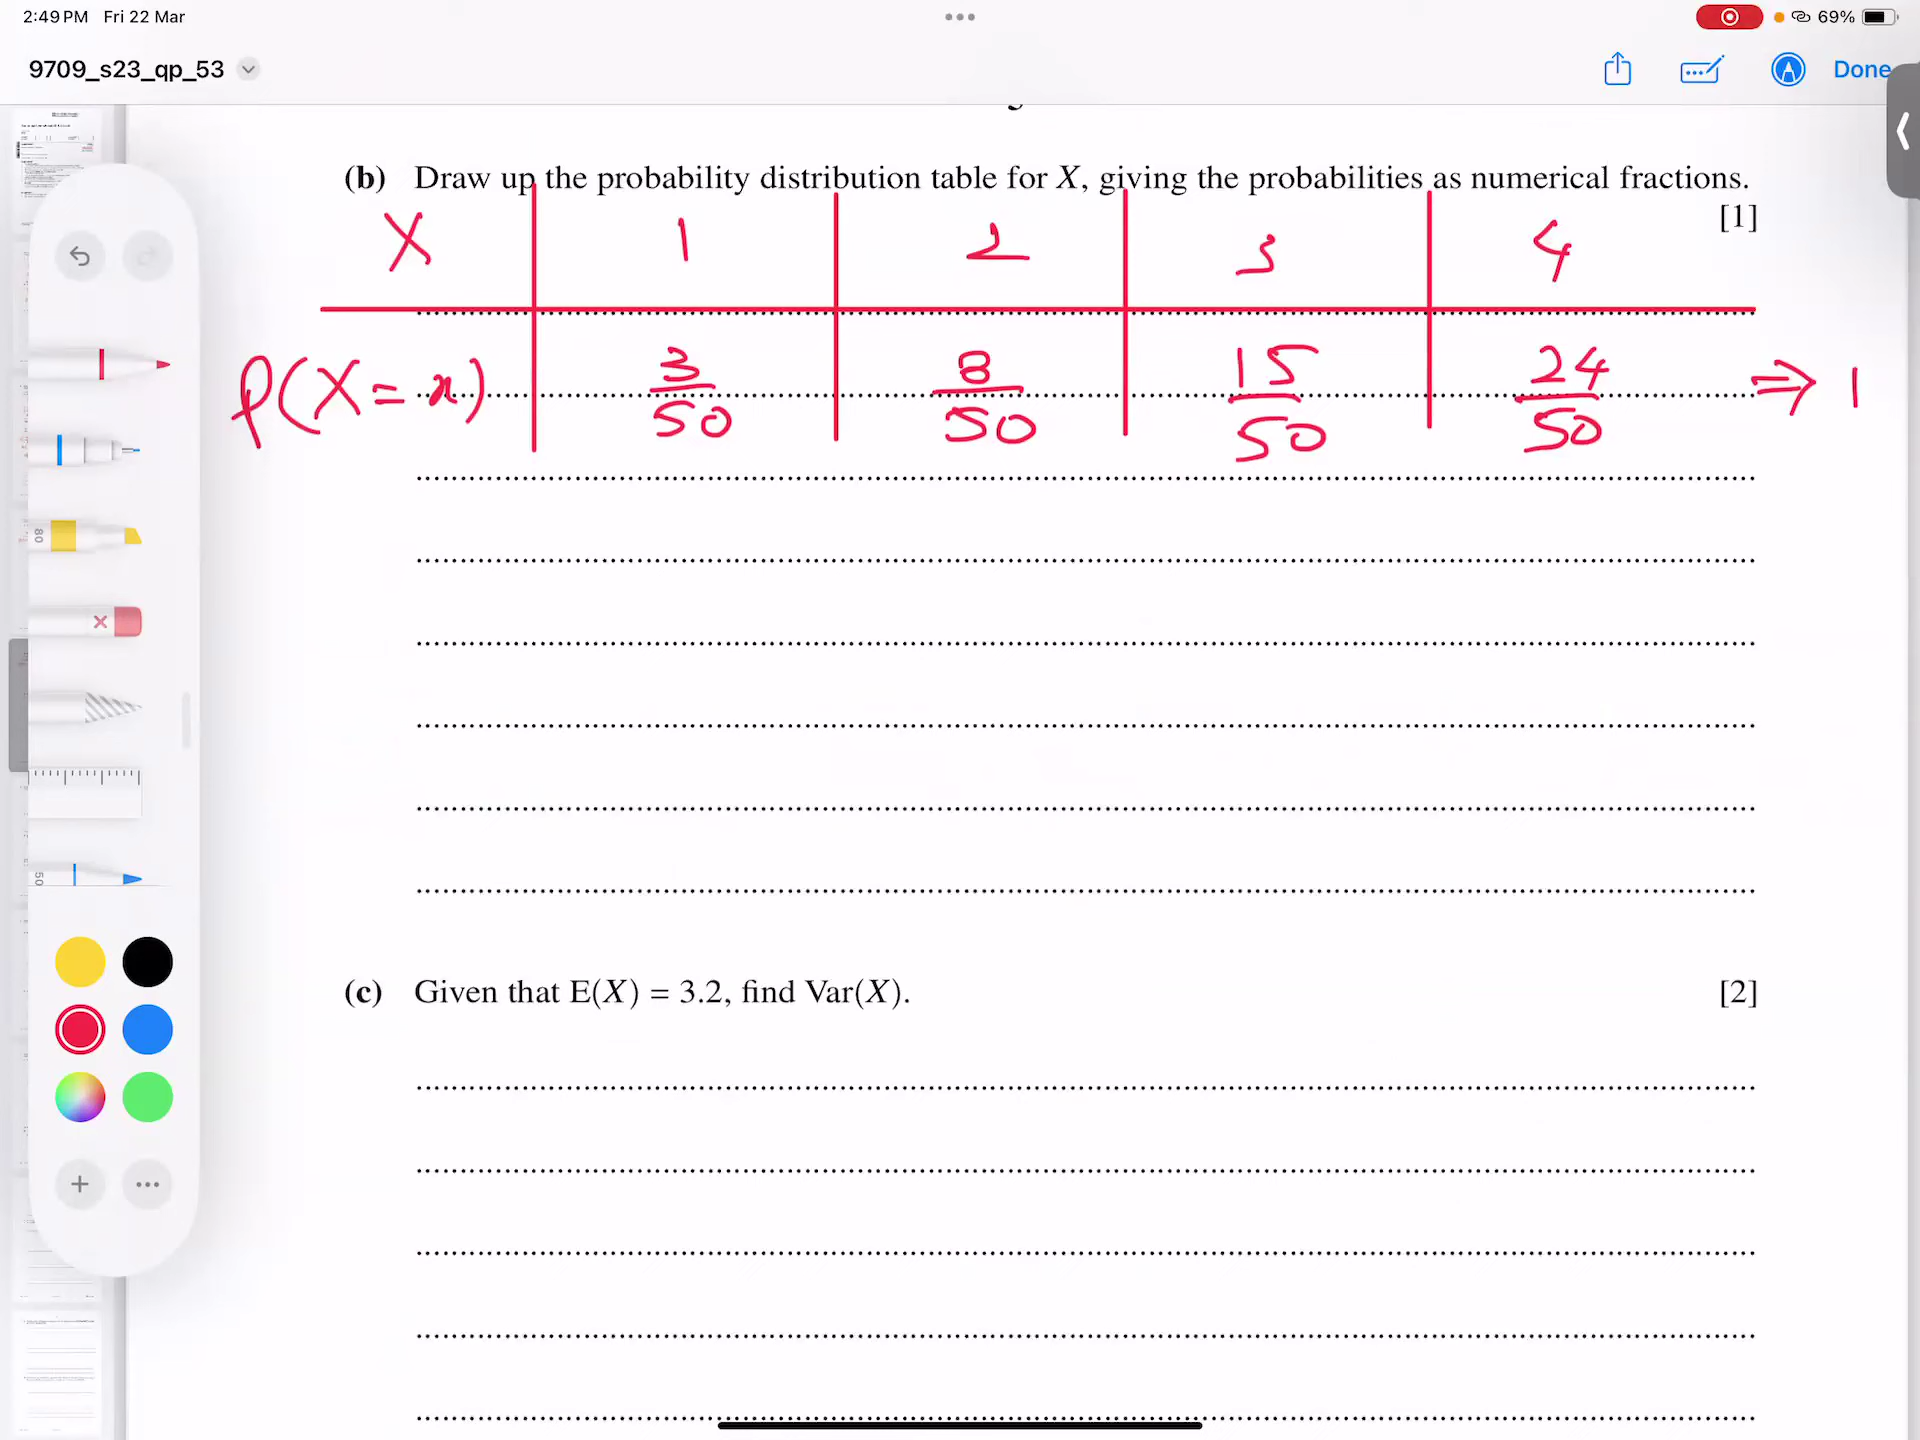 2:49 PM Fri 22 Mar
69%
9709_s23_qp_53
Done
(b) Draw up the probability distribution table for X, giving the probabilities as numerical fractions.
[1]
X 1 2 3 4
P(X = x) 3/50 8/50 15/50 24/50 ⇒ 1
80
50
(c) Given that E(X) = 3.2, find Var(X). [2]